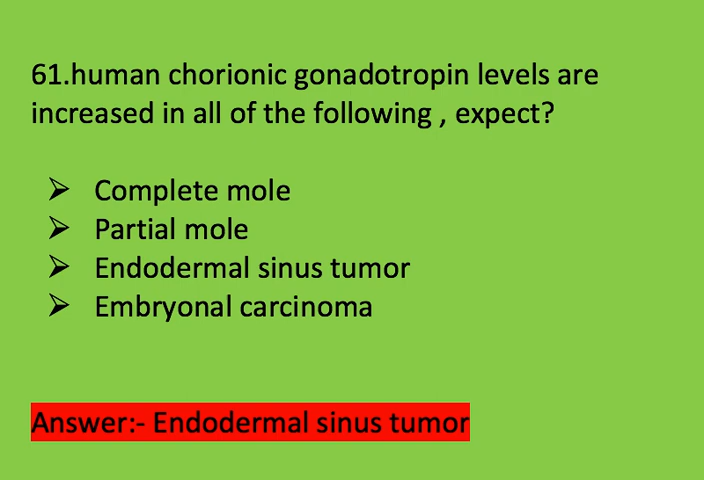 61.human chorionic gonadotropin levels are
increased in all of the following , expect?
➢ Complete mole
➢ Partial mole
➢ Endodermal sinus tumor
➢ Embryonal carcinoma
Answer:- Endodermal sinus tumor